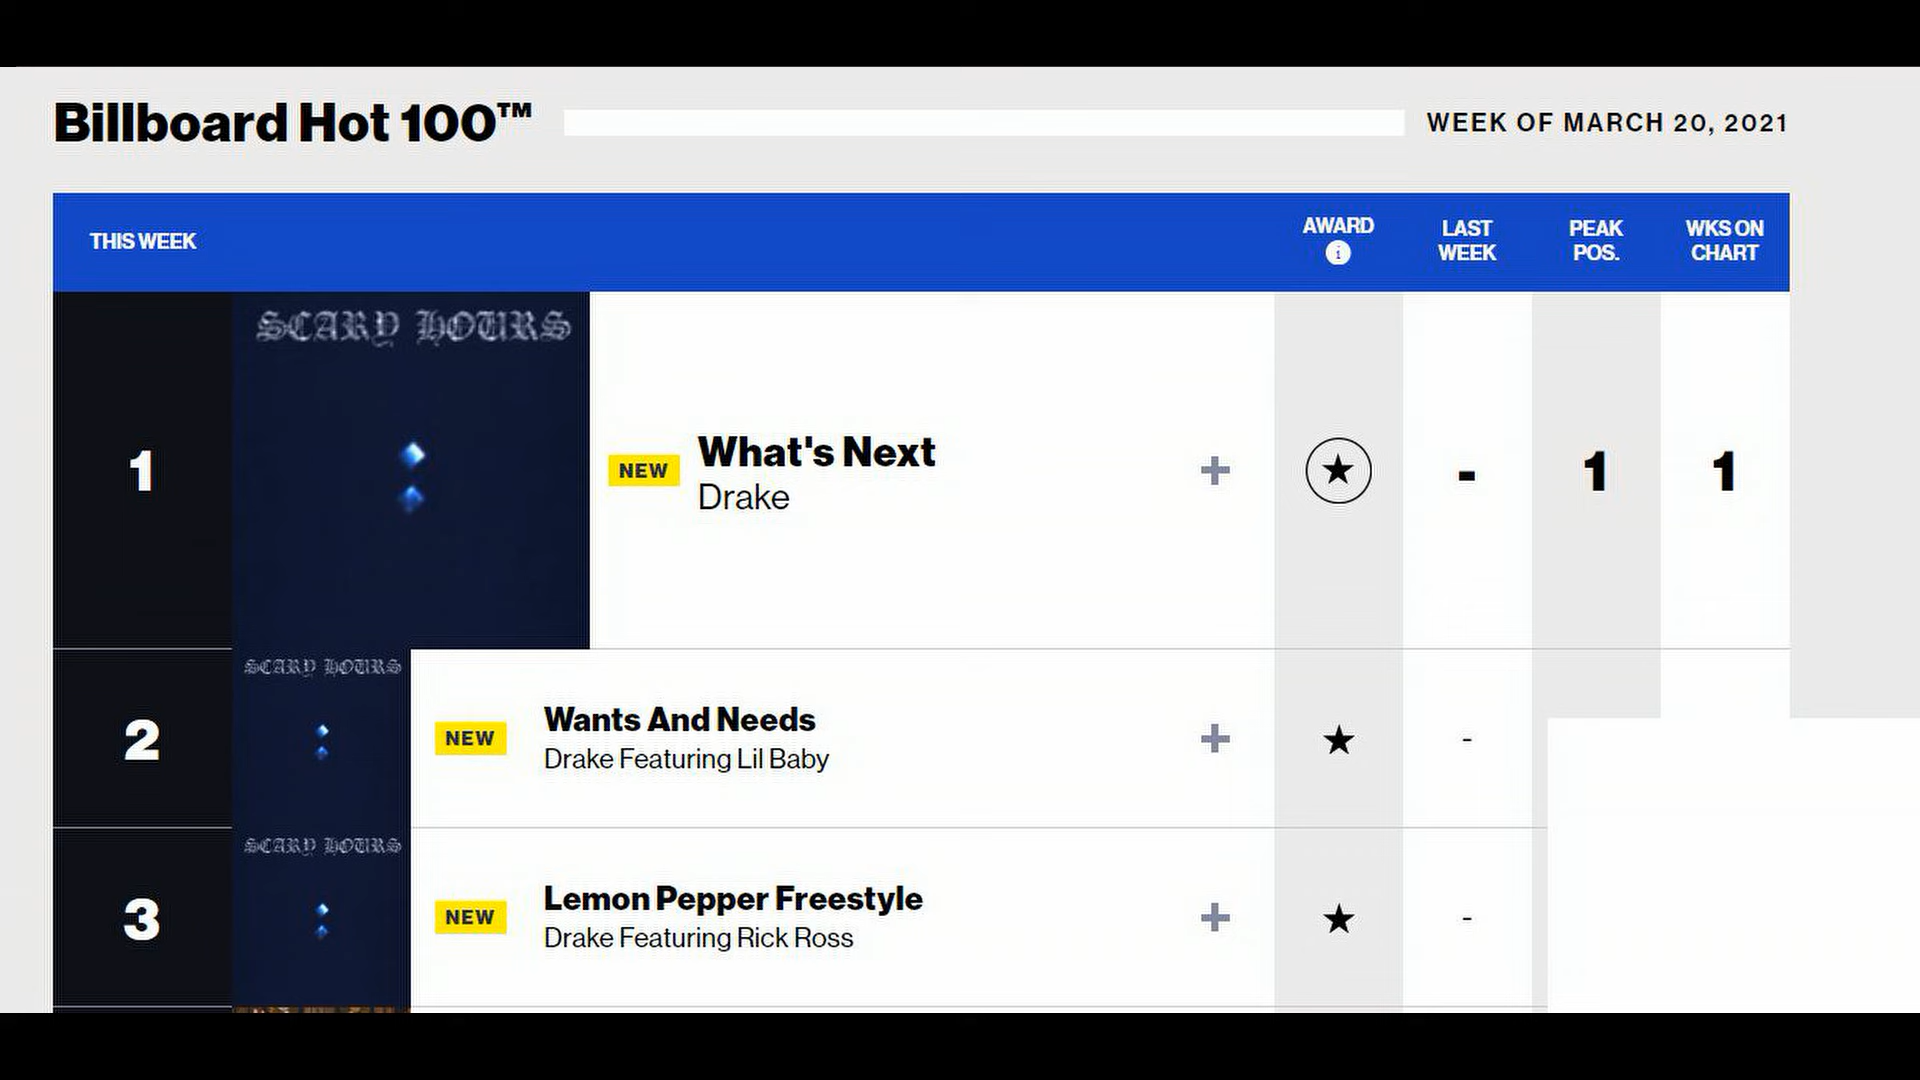 Billboard Hot 100™
WEEK OF MARCH 20, 2021
THIS WEEK
AWARD
i
LAST
WEEK
PEAK
POS.
WKS ON
CHART
1
SCARY HOURS
NEW
What's Next
Drake
+
★
-
1
1
2
SCARY HOURS
NEW
Wants And Needs
Drake Featuring Lil Baby
+
★
-
3
SCARY HOURS
NEW
Lemon Pepper Freestyle
Drake Featuring Rick Ross
+
★
-